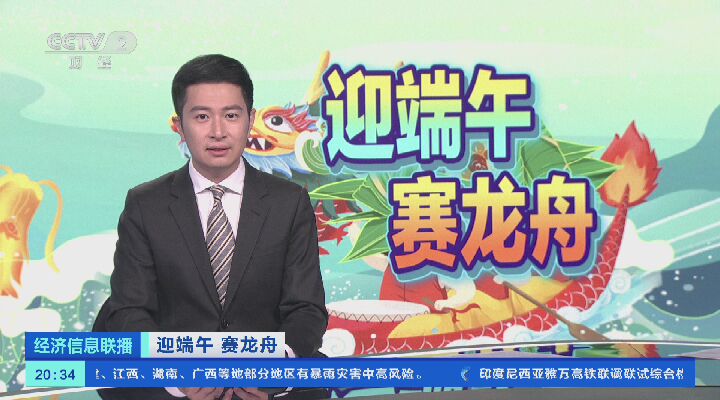 CCTV 2
财经
迎端午
赛龙舟
经济信息联播
迎端午 赛龙舟
20:34
、江西、湖南、广西等地部分地区有暴雨灾害中高风险。
印度尼西亚雅万高铁联调联试综合检